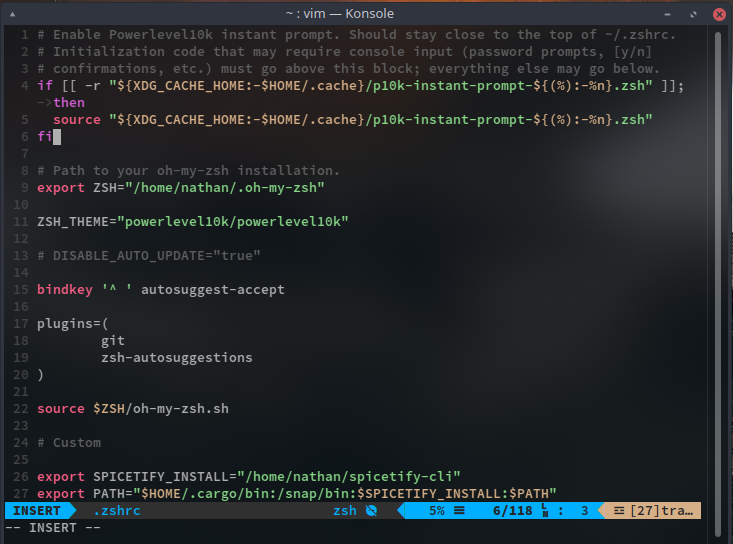 ~ : vim — Konsole
1 # Enable Powerlevel10k instant prompt. Should stay close to the top of ~/.zshrc.
2 # Initialization code that may require console input (password prompts, [y/n]
3 # confirmations, etc.) must go above this block; everything else may go below.
4 if [[ -r "${XDG_CACHE_HOME:-$HOME/.cache}/p10k-instant-prompt-${(%):-%n}.zsh" ]];
->then
5   source "${XDG_CACHE_HOME:-$HOME/.cache}/p10k-instant-prompt-${(%):-%n}.zsh"
6 fi
7
8 # Path to your oh-my-zsh installation.
9 export ZSH="/home/nathan/.oh-my-zsh"
10
11 ZSH_THEME="powerlevel10k/powerlevel10k"
12
13 # DISABLE_AUTO_UPDATE="true"
14
15 bindkey '^ ' autosuggest-accept
16
17 plugins=(
18         git
19         zsh-autosuggestions
20 )
21
22 source $ZSH/oh-my-zsh.sh
23
24 # Custom
25
26 export SPICETIFY_INSTALL="/home/nathan/spicetify-cli"
27 export PATH="$HOME/.cargo/bin:/snap/bin:$SPICETIFY_INSTALL:$PATH"
INSERT .zshrc zsh 5% ☰ 6/118 LN : 3 ☲ [27]tra…
-- INSERT --